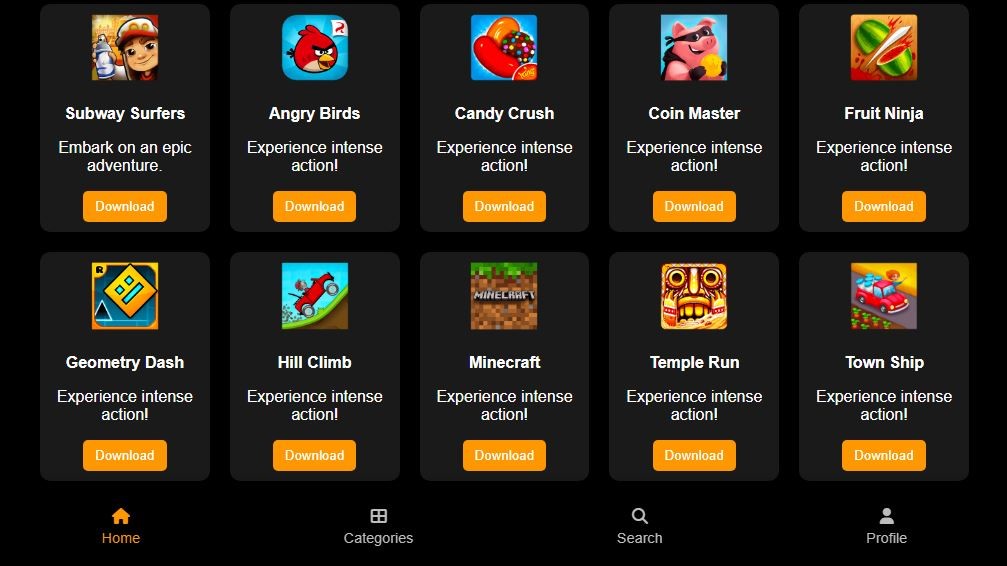 Subway Surfers
Angry Birds
Candy Crush
Coin Master
Fruit Ninja
Embark on an epic
adventure.
Experience intense
action!
Experience intense
action!
Experience intense
action!
Experience intense
action!
Download
Download
Download
Download
Download
R
MINECRAFT
Geometry Dash
Hill Climb
Minecraft
Temple Run
Town Ship
Experience intense
action!
Experience intense
action!
Experience intense
action!
Experience intense
action!
Experience intense
action!
Download
Download
Download
Download
Download
Home
Categories
Search
Profile